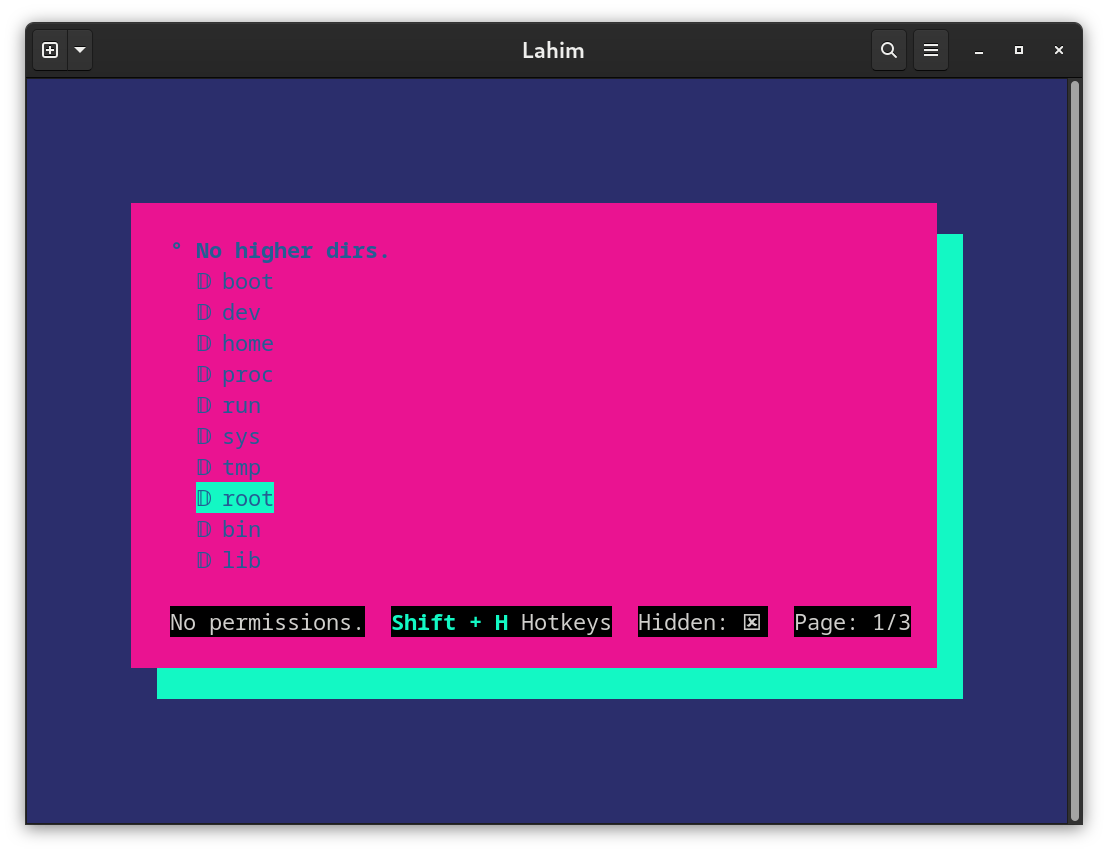 Lahim
° No higher dirs.
𝔻 boot
𝔻 dev
𝔻 home
𝔻 proc
𝔻 run
𝔻 sys
𝔻 tmp
𝔻 root
𝔻 bin
𝔻 lib
No permissions. Shift + H Hotkeys Hidden: ☒ Page: 1/3